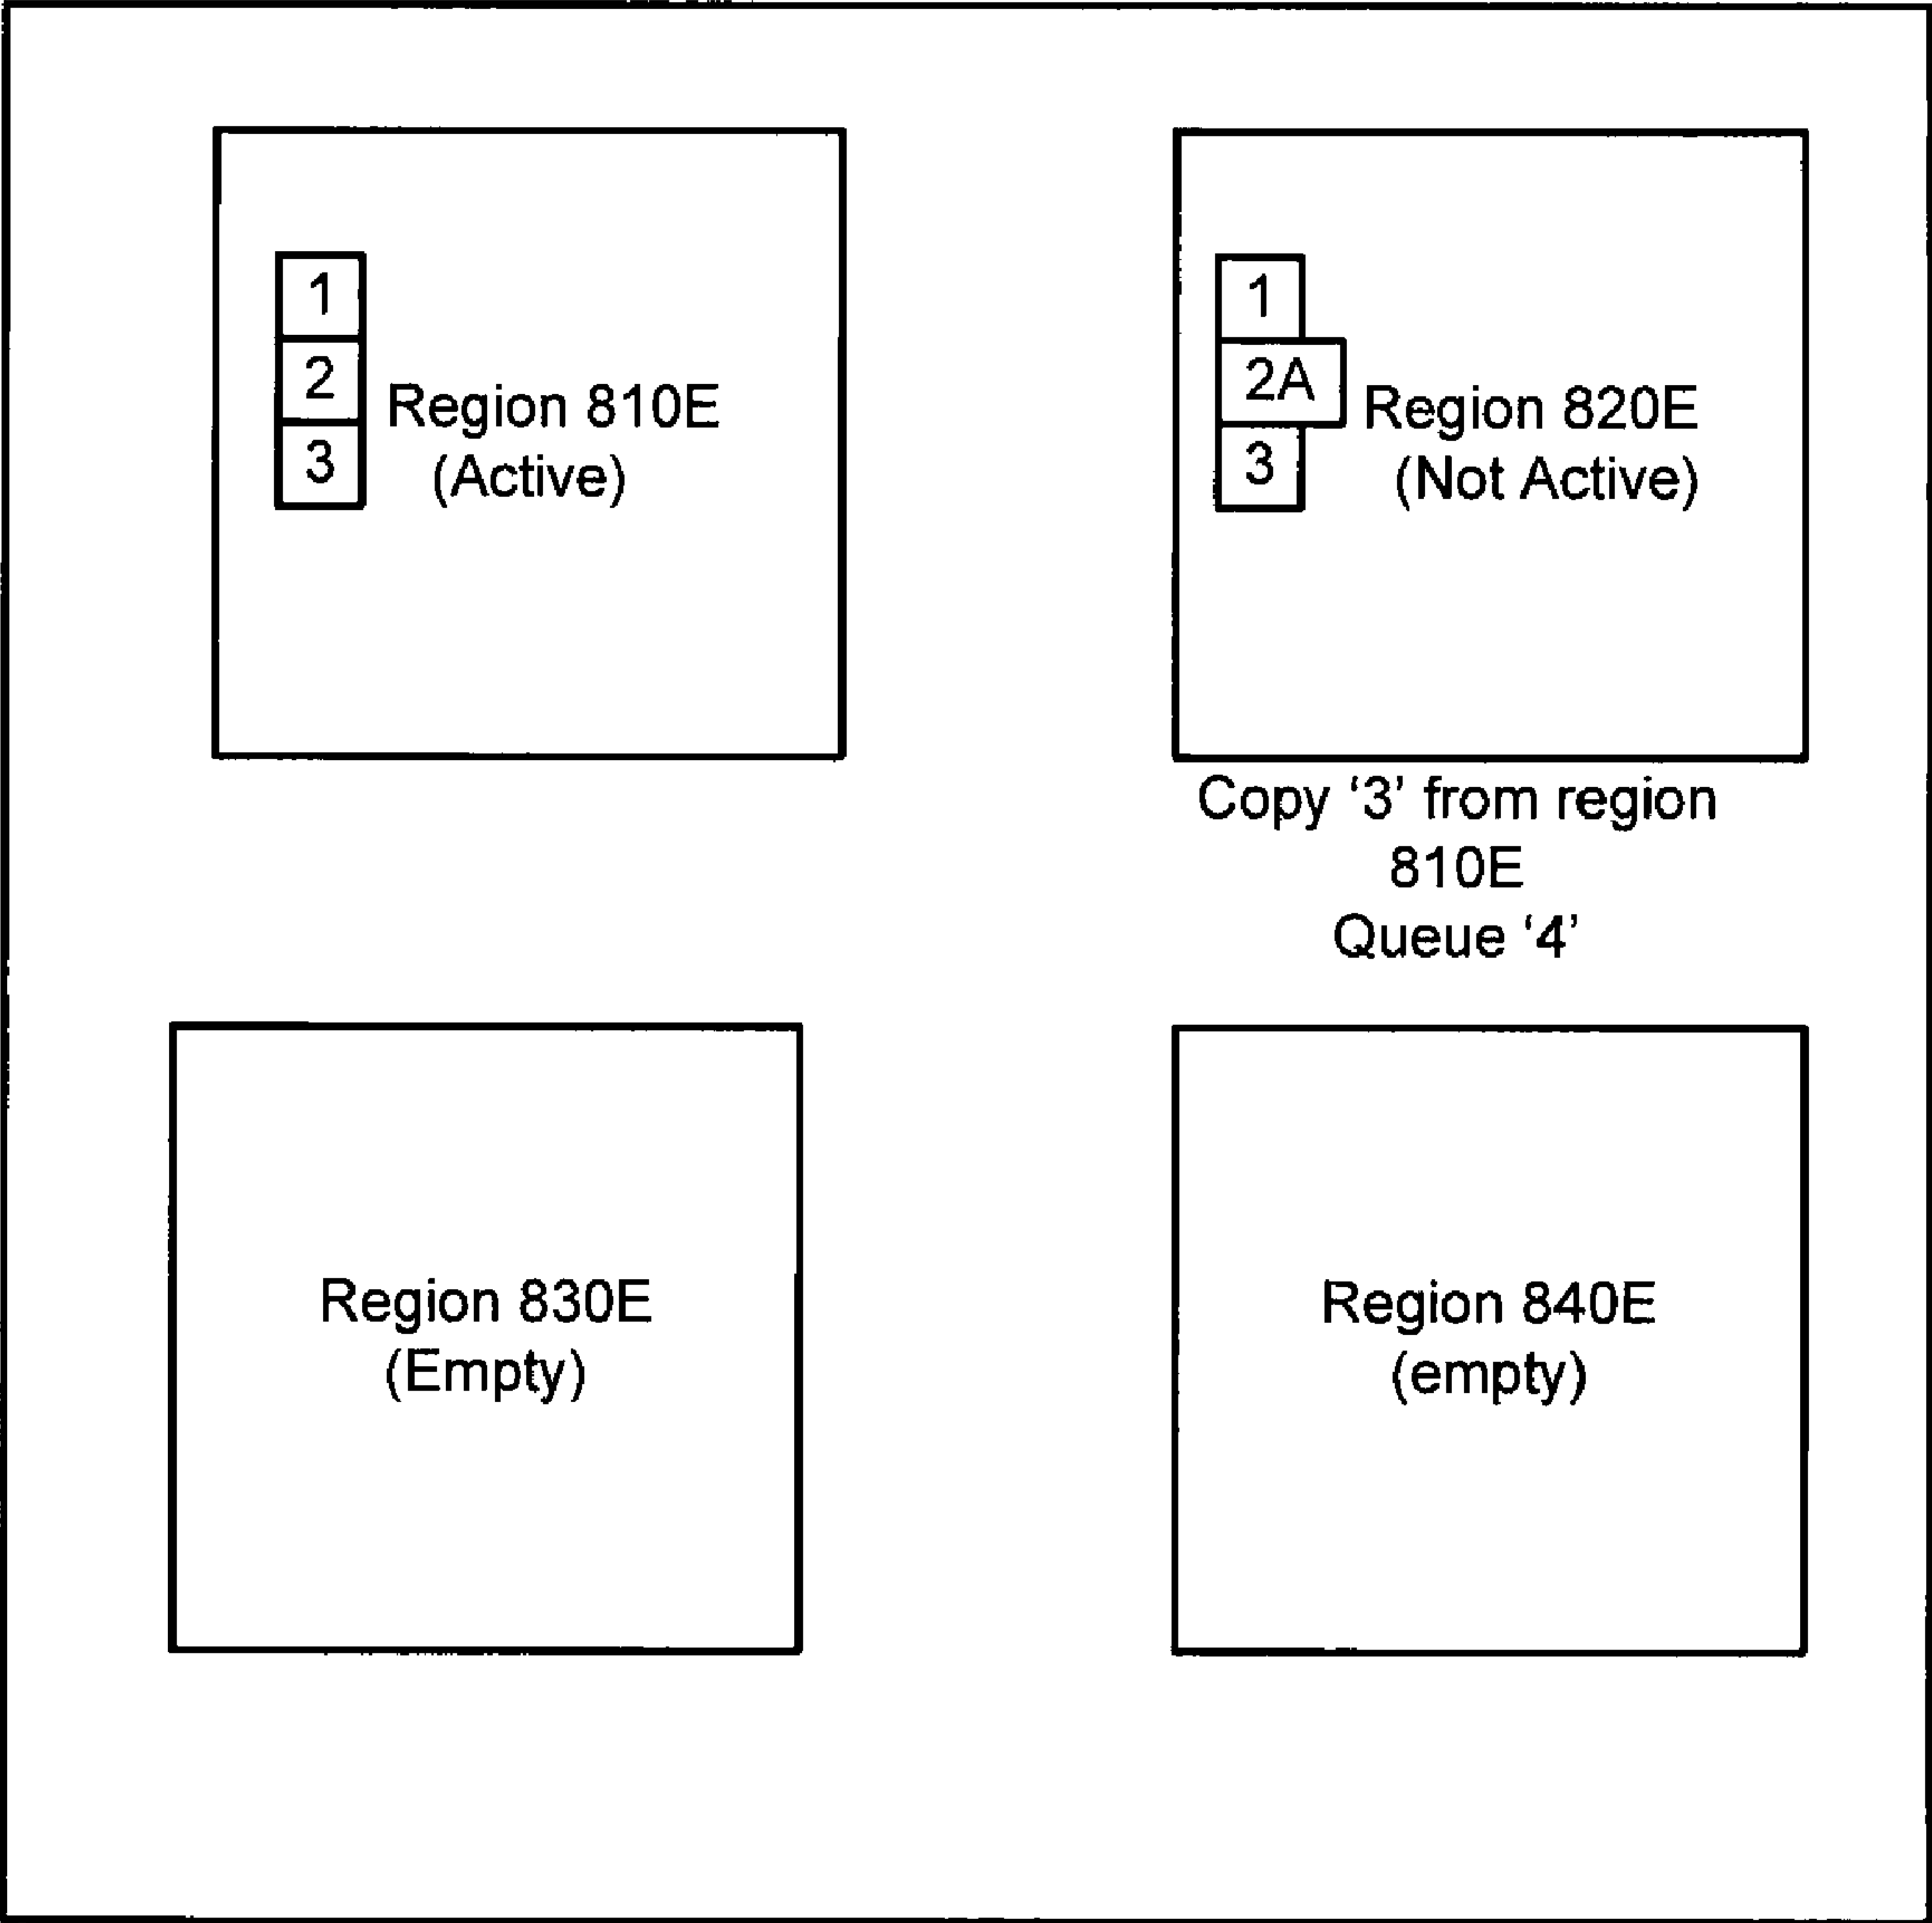 1
2
3
Region 810E
(Active)
1
2A
3
Region 820E
(Not Active)
Copy ‘3’ from region
810E
Queue ‘4’
Region 830E
(Empty)
Region 840E
(empty)